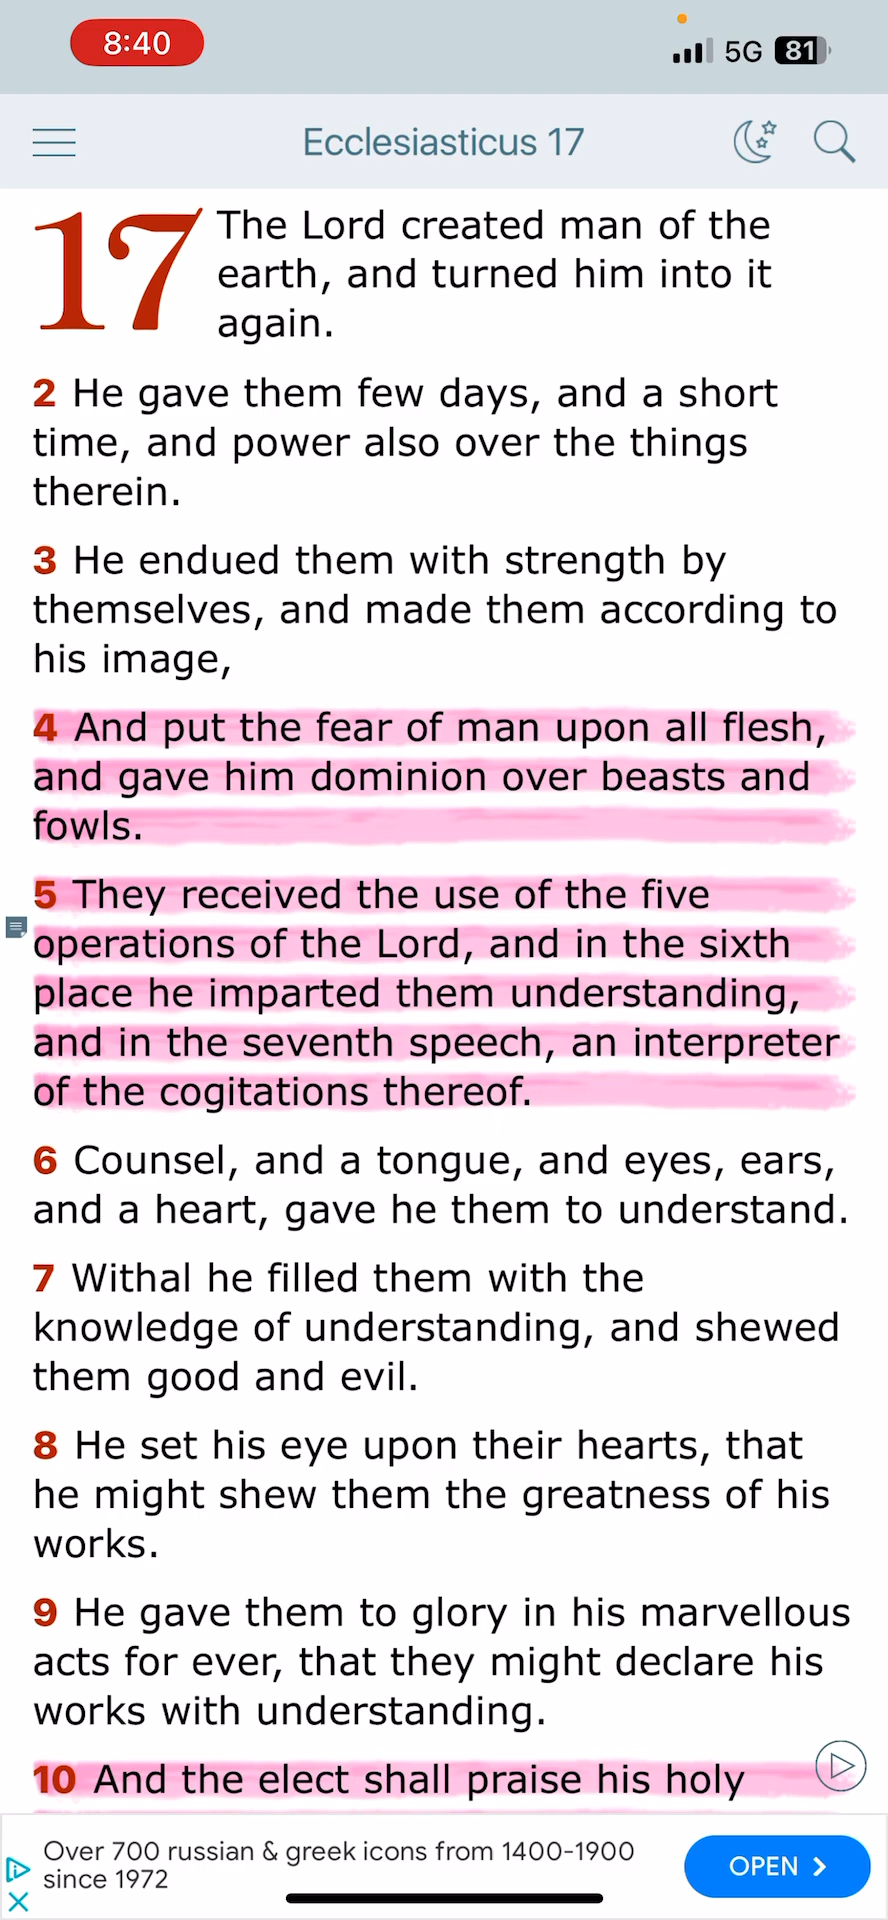 8:40
5G 81
Ecclesiasticus 17
17 The Lord created man of the
earth, and turned him into it
again.
2 He gave them few days, and a short
time, and power also over the things
therein.
3 He endued them with strength by
themselves, and made them according to
his image,
4 And put the fear of man upon all flesh,
and gave him dominion over beasts and
fowls.
5 They received the use of the five
operations of the Lord, and in the sixth
place he imparted them understanding,
and in the seventh speech, an interpreter
of the cogitations thereof.
6 Counsel, and a tongue, and eyes, ears,
and a heart, gave he them to understand.
7 Withal he filled them with the
knowledge of understanding, and shewed
them good and evil.
8 He set his eye upon their hearts, that
he might shew them the greatness of his
works.
9 He gave them to glory in his marvellous
acts for ever, that they might declare his
works with understanding.
10 And the elect shall praise his holy
Over 700 russian & greek icons from 1400-1900
since 1972
OPEN